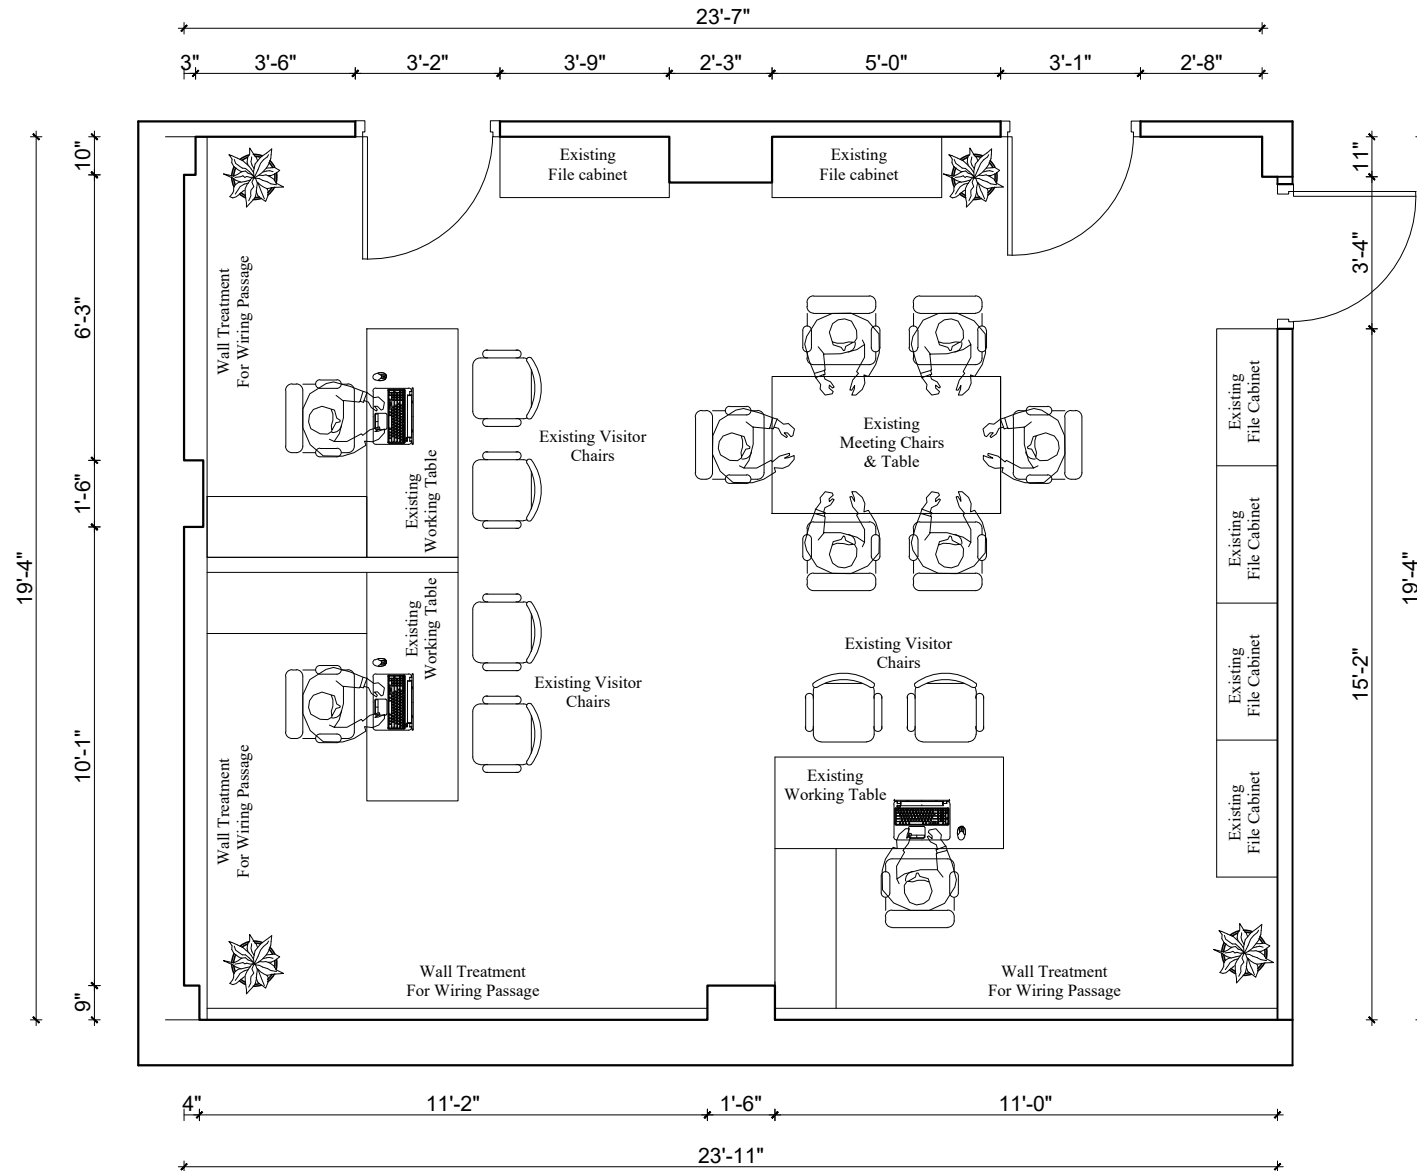 23'-7"
3" 3'-6" 3'-2" 3'-9" 2'-3" 5'-0" 3'-1" 2'-8"
10"
6'-3"
1'-6"
10'-1"
9"
19'-4"
11"
3'-4"
15'-2"
19'-4"
Existing
File cabinet
Existing
File cabinet
Wall Treatment
For Wiring Passage
Existing
Working Table
Existing Visitor
Chairs
Existing
Meeting Chairs
& Table
Existing
File Cabinet
Existing
File Cabinet
Existing
File Cabinet
Existing
File Cabinet
Existing
Working Table
Existing Visitor
Chairs
Existing Visitor
Chairs
Wall Treatment
For Wiring Passage
Existing
Working Table
Wall Treatment
For Wiring Passage
Wall Treatment
For Wiring Passage
4" 11'-2" 1'-6" 11'-0"
23'-11"